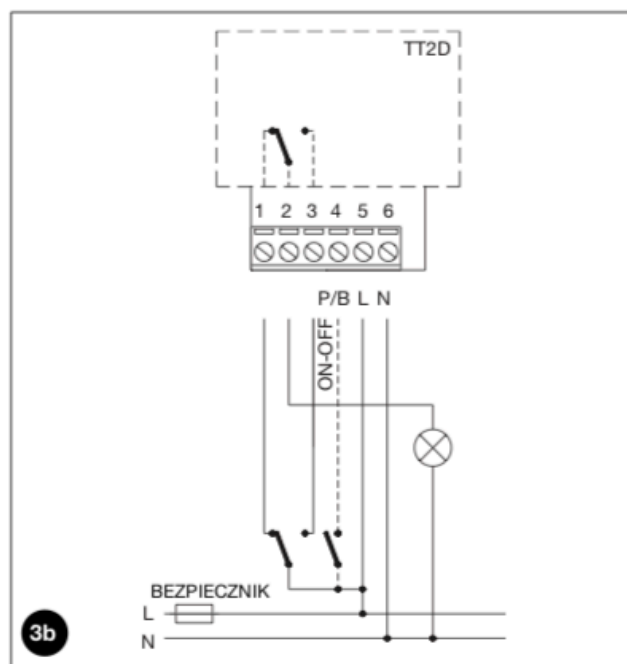 TT2D
1 2 3 4 5 6
P/B L N
ON-OFF
BEZPIECZNIK
L
N
3b